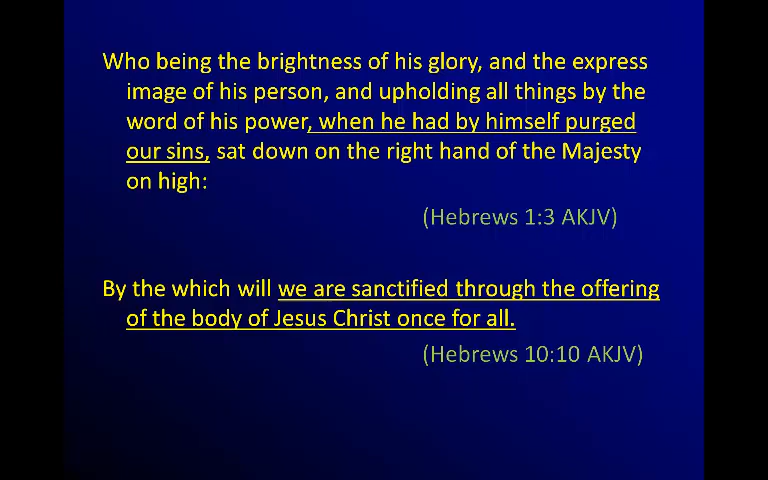 Who being the brightness of his glory, and the express
image of his person, and upholding all things by the
word of his power, when he had by himself purged
our sins, sat down on the right hand of the Majesty
on high:
(Hebrews 1:3 AKJV)
By the which will we are sanctified through the offering
of the body of Jesus Christ once for all.
(Hebrews 10:10 AKJV)